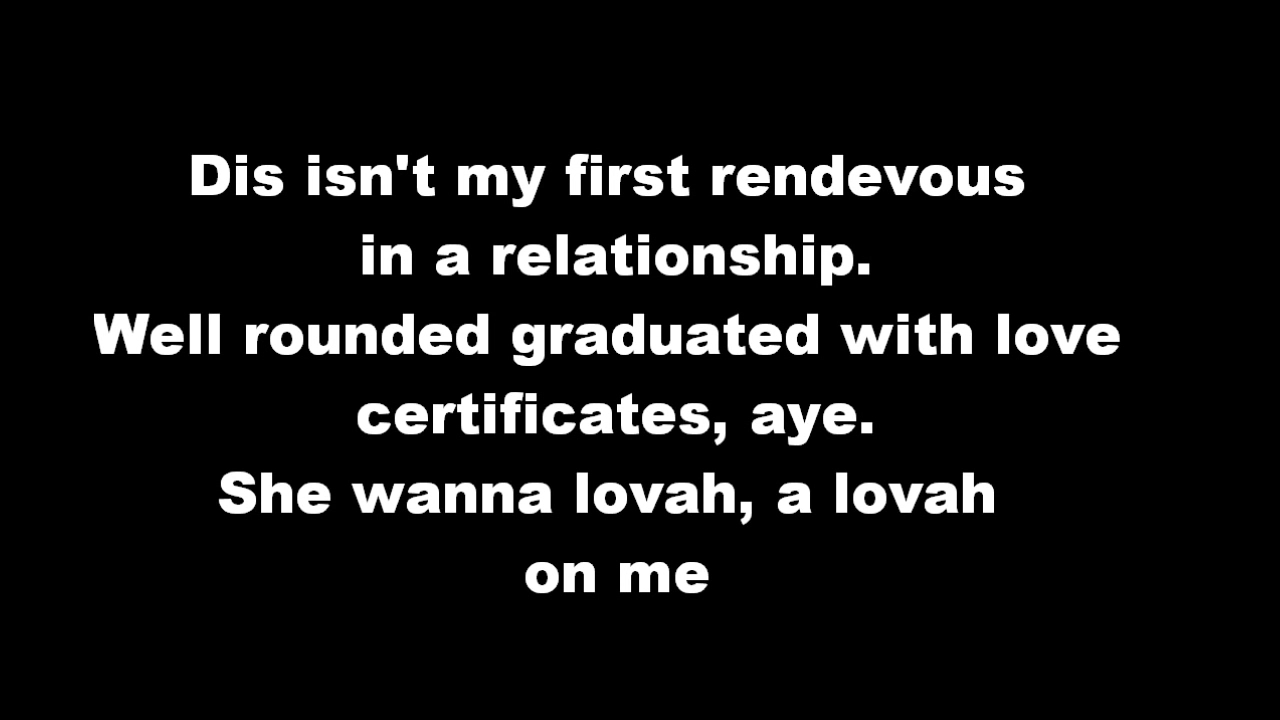 Dis isn't my first rendevous
in a relationship.
Well rounded graduated with love
certificates, aye.
She wanna lovah, a lovah
on me